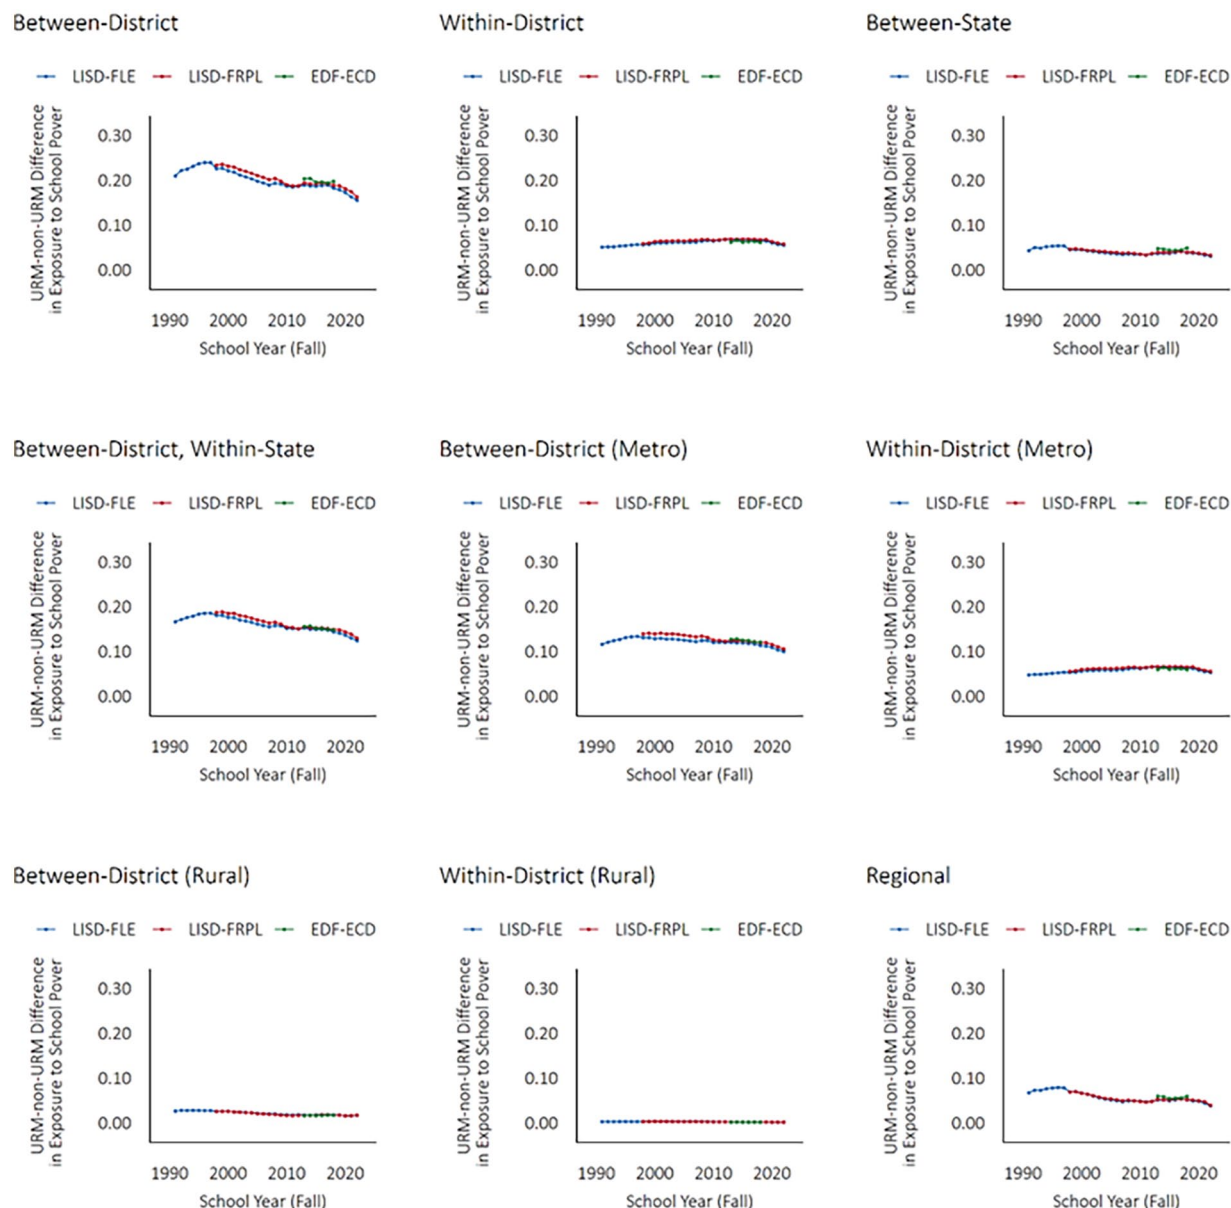 Between-District
LISD-FLE LISD-FRPL EDF-ECD
URM-non-URM Difference
in Exposure to School Pover
0.30
0.20
0.10
0.00
1990 2000 2010 2020
School Year (Fall)
Within-District
LISD-FLE LISD-FRPL EDF-ECD
URM-non-URM Difference
in Exposure to School Pover
0.30
0.20
0.10
0.00
1990 2000 2010 2020
School Year (Fall)
Between-State
LISD-FLE LISD-FRPL EDF-ECD
URM-non-URM Difference
in Exposure to School Pover
0.30
0.20
0.10
0.00
1990 2000 2010 2020
School Year (Fall)
Between-District, Within-State
LISD-FLE LISD-FRPL EDF-ECD
URM-non-URM Difference
in Exposure to School Pover
0.30
0.20
0.10
0.00
1990 2000 2010 2020
School Year (Fall)
Between-District (Metro)
LISD-FLE LISD-FRPL EDF-ECD
URM-non-URM Difference
in Exposure to School Pover
0.30
0.20
0.10
0.00
1990 2000 2010 2020
School Year (Fall)
Within-District (Metro)
LISD-FLE LISD-FRPL EDF-ECD
URM-non-URM Difference
in Exposure to School Pover
0.30
0.20
0.10
0.00
1990 2000 2010 2020
School Year (Fall)
Between-District (Rural)
LISD-FLE LISD-FRPL EDF-ECD
URM-non-URM Difference
in Exposure to School Pover
0.30
0.20
0.10
0.00
1990 2000 2010 2020
School Year (Fall)
Within-District (Rural)
LISD-FLE LISD-FRPL EDF-ECD
URM-non-URM Difference
in Exposure to School Pover
0.30
0.20
0.10
0.00
1990 2000 2010 2020
School Year (Fall)
Regional
LISD-FLE LISD-FRPL EDF-ECD
URM-non-URM Difference
in Exposure to School Pover
0.30
0.20
0.10
0.00
1990 2000 2010 2020
School Year (Fall)